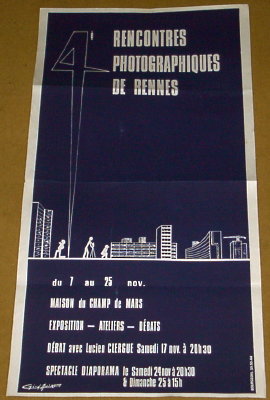 4è RENCONTRES
PHOTOGRAPHIQUES
DE RENNES
du 7 au 25 nov.
MAISON du CHAMP de MARS
EXPOSITION — ATELIERS — DÉBATS
DÉBAT avec Lucien CLERGUE Samedi 17 nov. à 20h30
SPECTACLE DIAPORAMA le Samedi 24 nov à 20h30
& Dimanche 25 à 15h